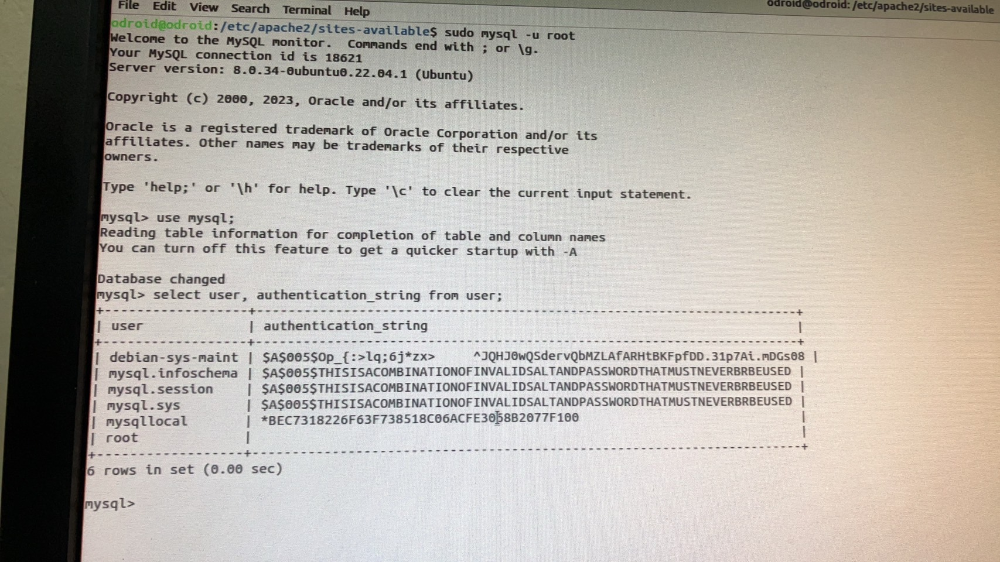 File Edit View Search Terminal Help
odroid@odroid: /etc/apache2/sites-available
odroid@odroid:/etc/apache2/sites-available$ sudo mysql -u root
Welcome to the MySQL monitor.  Commands end with ; or \g.
Your MySQL connection id is 18621
Server version: 8.0.34-0ubuntu0.22.04.1 (Ubuntu)
Copyright (c) 2000, 2023, Oracle and/or its affiliates.
Oracle is a registered trademark of Oracle Corporation and/or its
affiliates. Other names may be trademarks of their respective
owners.
Type 'help;' or '\h' for help. Type '\c' to clear the current input statement.
mysql> use mysql;
Reading table information for completion of table and column names
You can turn off this feature to get a quicker startup with -A
Database changed
mysql> select user, authentication_string from user;
+------------------+------------------------------------------------------------------------+
| user             | authentication_string                                                  |
+------------------+------------------------------------------------------------------------+
| debian-sys-maint | $A$005$Op_{:>lq;6j*zx>     ^JQHJ0wQSdervQbMZLAfARHtBKFpfDD.31p7Ai.mDGs08 |
| mysql.infoschema | $A$005$THISISACOMBINATIONOFINVALIDSALTANDPASSWORDTHATMUSTNEVERBRBEUSED |
| mysql.session    | $A$005$THISISACOMBINATIONOFINVALIDSALTANDPASSWORDTHATMUSTNEVERBRBEUSED |
| mysql.sys        | $A$005$THISISACOMBINATIONOFINVALIDSALTANDPASSWORDTHATMUSTNEVERBRBEUSED |
| mysqllocal       | *BEC7318226F63F738518C06ACFE3058B2077F100                              |
| root             |                                                                        |
+------------------+------------------------------------------------------------------------+
6 rows in set (0.00 sec)
mysql>